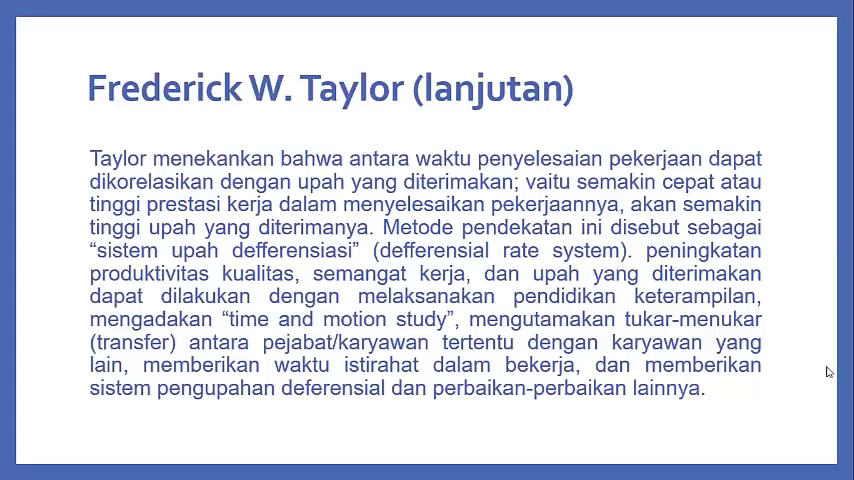 Frederick W. Taylor (lanjutan)
Taylor menekankan bahwa antara waktu penyelesaian pekerjaan dapat
dikorelasikan dengan upah yang diterimakan; vaitu semakin cepat atau
tinggi prestasi kerja dalam menyelesaikan pekerjaannya, akan semakin
tinggi upah yang diterimanya. Metode pendekatan ini disebut sebagai
“sistem upah defferensiasi” (defferensial rate system). peningkatan
produktivitas kualitas, semangat kerja, dan upah yang diterimakan
dapat dilakukan dengan melaksanakan pendidikan keterampilan,
mengadakan “time and motion study”, mengutamakan tukar-menukar
(transfer) antara pejabat/karyawan tertentu dengan karyawan yang
lain, memberikan waktu istirahat dalam bekerja, dan memberikan
sistem pengupahan deferensial dan perbaikan-perbaikan lainnya.